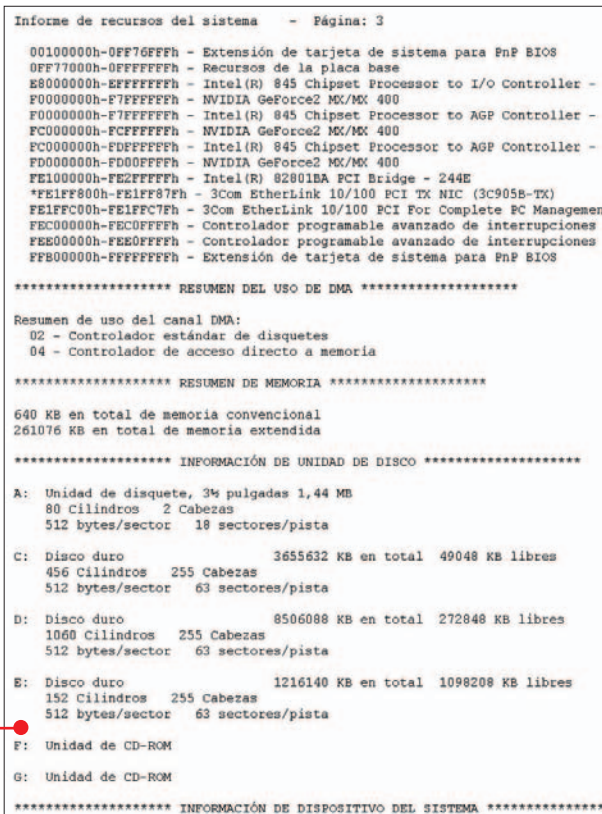 Informe de recursos del sistema - Página: 3
00100000h-0FF76FFFh - Extensión de tarjeta de sistema para PnP BIOS
0FF77000h-0FFFFFFFh - Recursos de la placa base
E8000000h-EFFFFFFFh - Intel(R) 845 Chipset Processor to I/O Controller -
F0000000h-F7FFFFFFh - NVIDIA GeForce2 MX/MX 400
F0000000h-F7FFFFFFh - Intel(R) 845 Chipset Processor to AGP Controller -
FC000000h-FCFFFFFFh - NVIDIA GeForce2 MX/MX 400
FC000000h-FDFFFFFFh - Intel(R) 845 Chipset Processor to AGP Controller -
FD000000h-FD00FFFFh - NVIDIA GeForce2 MX/MX 400
FE100000h-FE2FFFFFh - Intel(R) 82801BA PCI Bridge - 244E
*FE1FF800h-FE1FF87Fh - 3Com EtherLink 10/100 PCI TX NIC (3C905B-TX)
FE1FFC00h-FE1FFC7Fh - 3Com EtherLink 10/100 PCI For Complete PC Managemen
FEC00000h-FEC0FFFFh - Controlador programable avanzado de interrupciones
FEE00000h-FEE0FFFFh - Controlador programable avanzado de interrupciones
FFB00000h-FFFFFFFFh - Extensión de tarjeta de sistema para PnP BIOS
******************** RESUMEN DEL USO DE DMA ********************
Resumen de uso del canal DMA:
02 - Controlador estándar de disquetes
04 - Controlador de acceso directo a memoria
******************** RESUMEN DE MEMORIA ********************
640 KB en total de memoria convencional
261076 KB en total de memoria extendida
******************** INFORMACIÓN DE UNIDAD DE DISCO ********************
A: Unidad de disquete, 3½ pulgadas 1,44 MB
80 Cilindros 2 Cabezas
512 bytes/sector 18 sectores/pista
C: Disco duro 3655632 KB en total 49048 KB libres
456 Cilindros 255 Cabezas
512 bytes/sector 63 sectores/pista
D: Disco duro 8506088 KB en total 272848 KB libres
1060 Cilindros 255 Cabezas
512 bytes/sector 63 sectores/pista
E: Disco duro 1216140 KB en total 1098208 KB libres
152 Cilindros 255 Cabezas
512 bytes/sector 63 sectores/pista
F: Unidad de CD-ROM
G: Unidad de CD-ROM
******************** INFORMACIÓN DE DISPOSITIVO DEL SISTEMA ***************